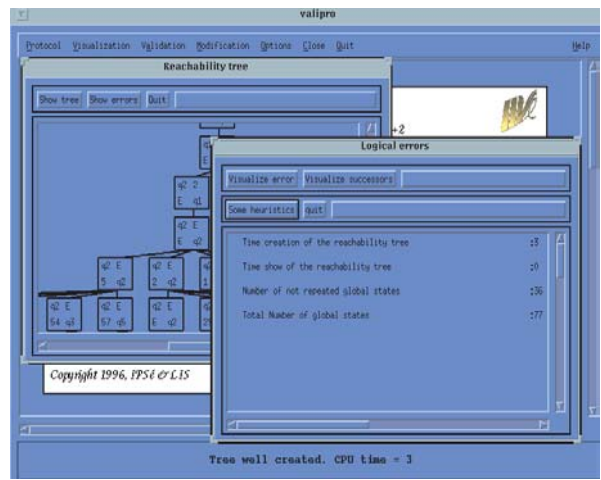 valipro
Protocol Visualization Validation Modification Options Close Quit Help
Reachability tree
Show tree Show errors Quit
+2
Logical errors
Visualize error Visualize successors
Some heuristics quit
Time creation of the reachability tree :3
Time show of the reachability tree :0
Number of not repeated global states :36
Total Number of global states :77
q2 2
E q1
q2 E
E q2
q2 E
5 q2
q2 E
2 q2
q2 E
54 q3
q2 E
57 q5
q2 E
E q2
Copyright 1996, PPSé & LIS
Tree well created. CPU time = 3